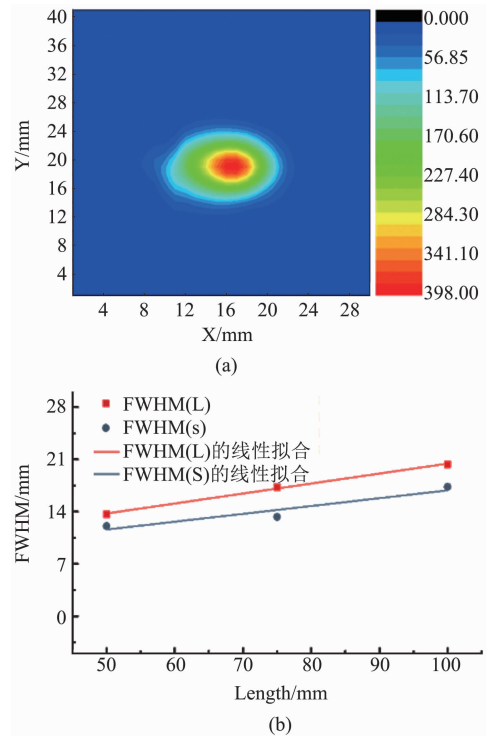 40
36
32
28
24
20
16
12
8
4
Y/mm
4 8 12 16 20 24 28
X/mm
0.000
56.85
113.70
170.60
227.40
284.30
341.10
398.00
(a)
28
21
14
7
0
FWHM/mm
FWHM(L)
FWHM(s)
FWHM(L)的线性拟合
FWHM(S)的线性拟合
50 60 70 80 90 100
Length/mm
(b)